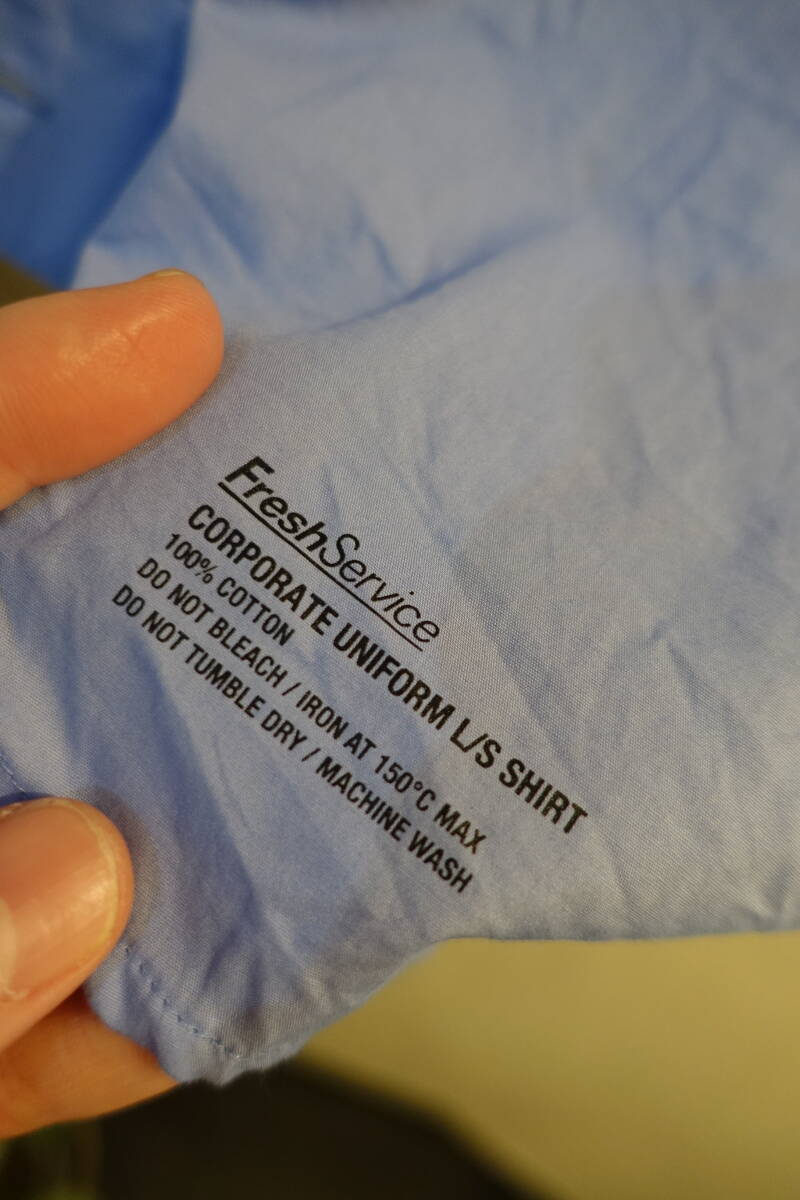 FreshService
CORPORATE UNIFORM L/S SHIRT
100% COTTON
DO NOT BLEACH / IRON AT 150°C MAX
DO NOT TUMBLE DRY / MACHINE WASH